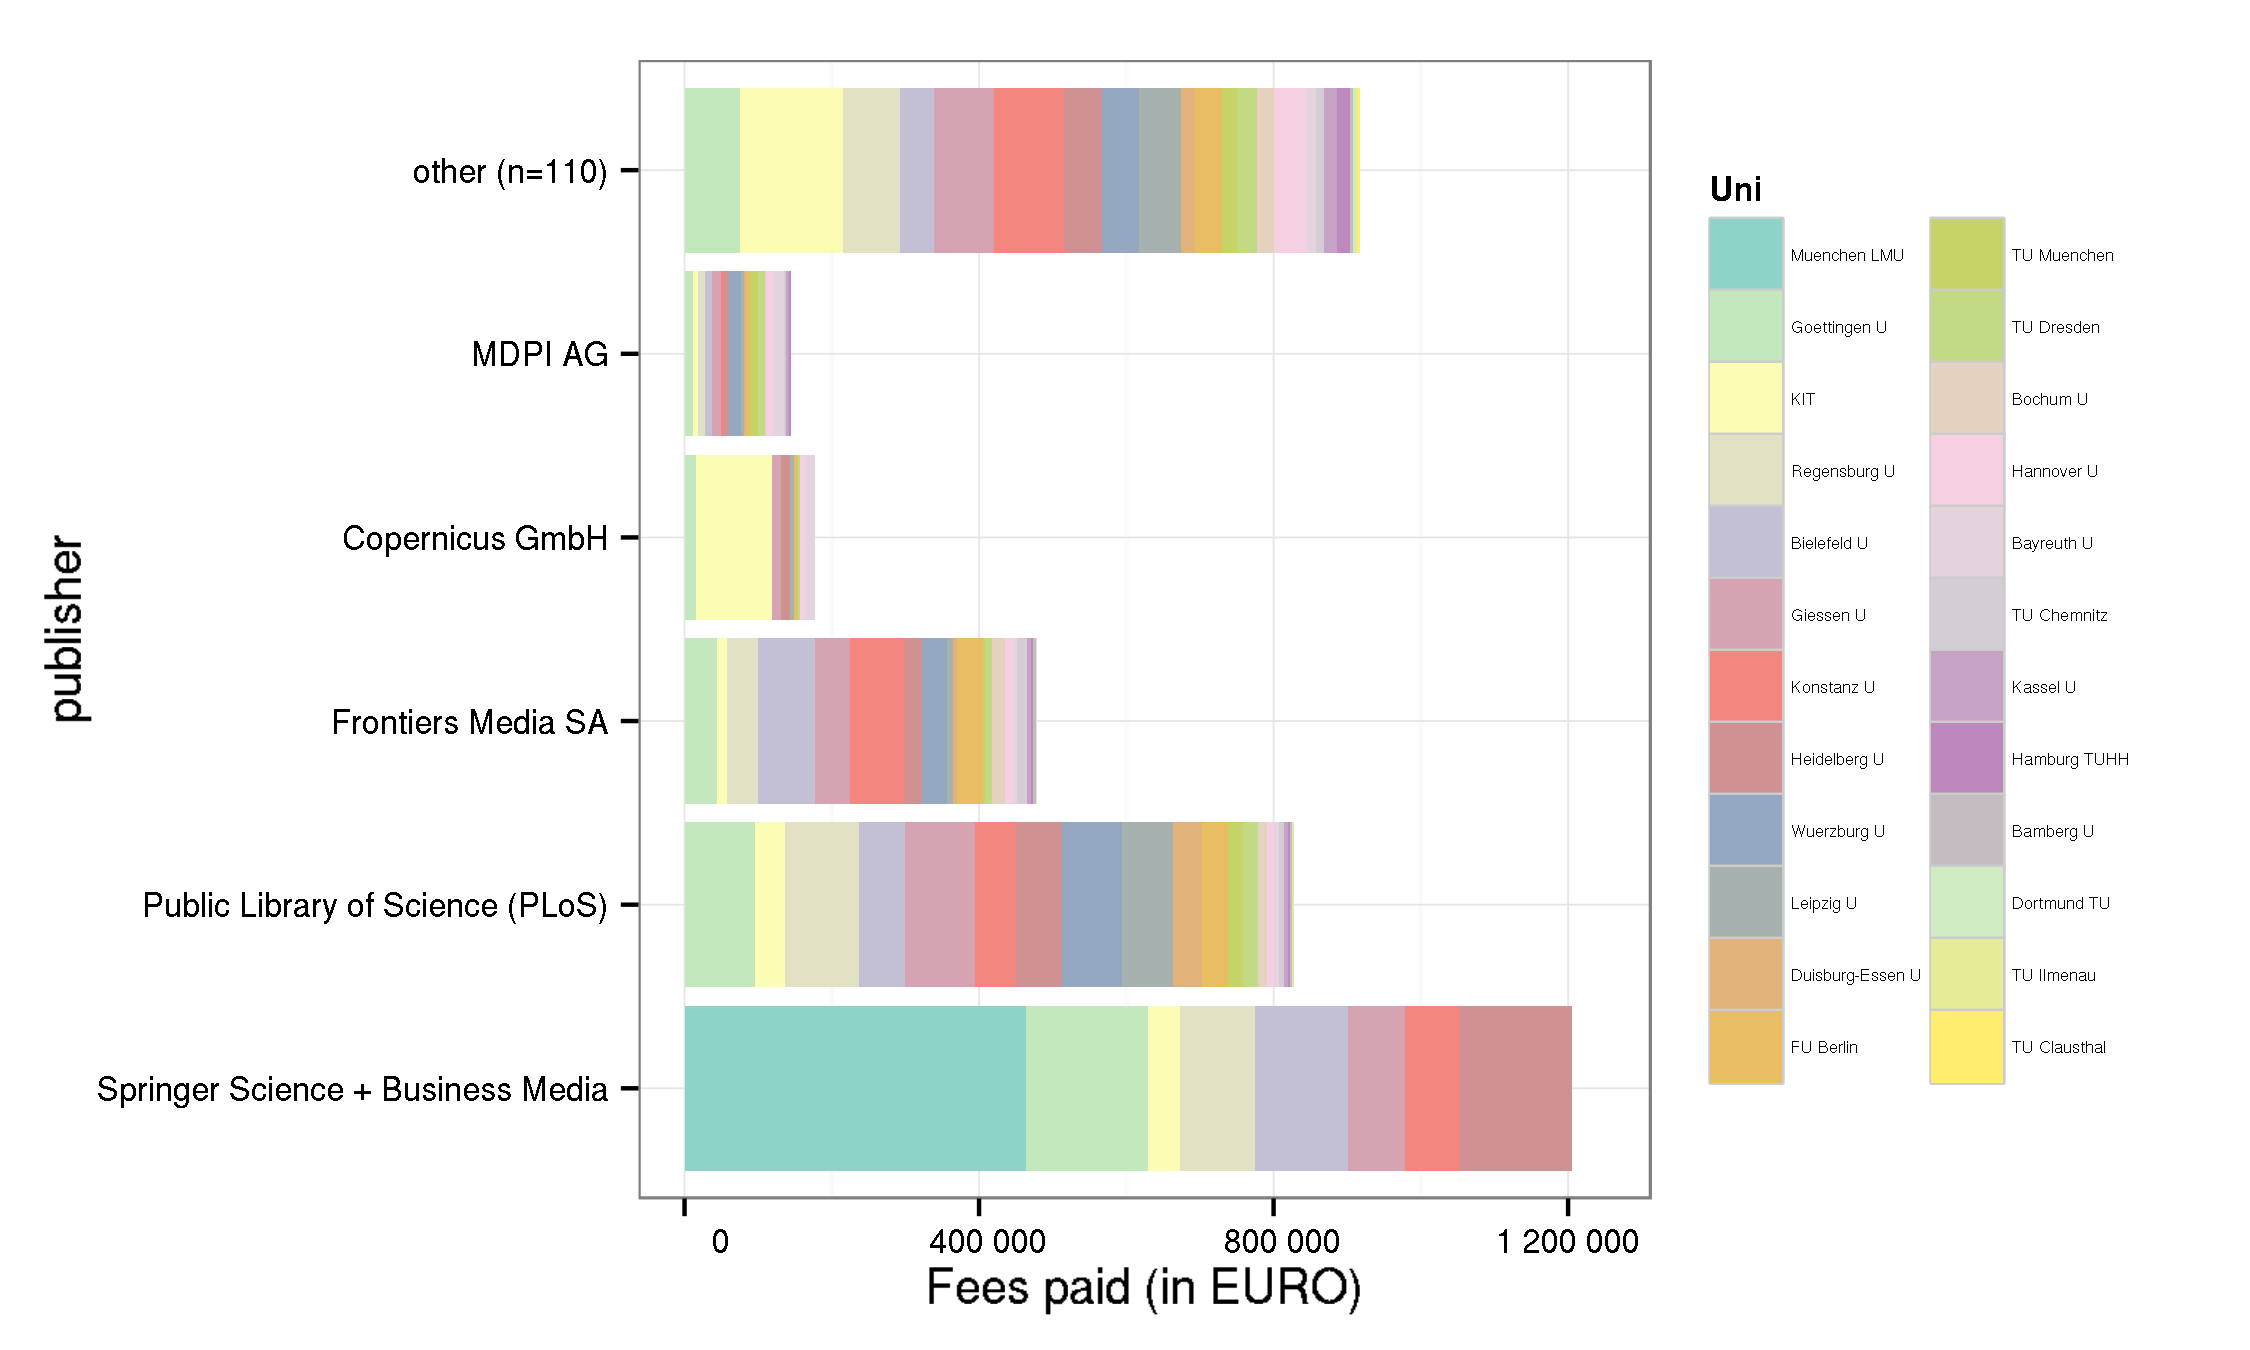 other (n=110)
MDPI AG
Copernicus GmbH
Frontiers Media SA
Public Library of Science (PLoS)
Springer Science + Business Media
publisher
0
400 000
800 000
1 200 000
Fees paid (in EURO)
Uni
Muenchen LMU
Goettingen U
KIT
Regensburg U
Bielefeld U
Giessen U
Konstanz U
Heidelberg U
Wuerzburg U
Leipzig U
Duisburg-Essen U
FU Berlin
TU Muenchen
TU Dresden
Bochum U
Hannover U
Bayreuth U
TU Chemnitz
Kassel U
Hamburg TUHH
Bamberg U
Dortmund TU
TU Ilmenau
TU Clausthal